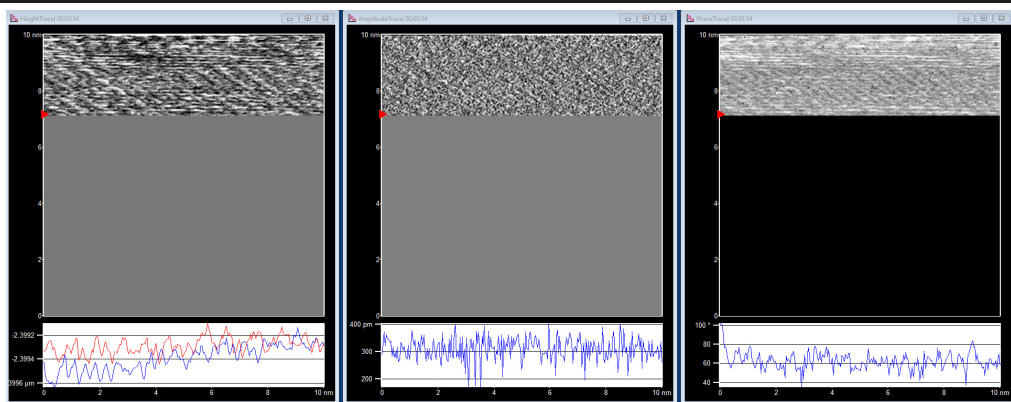 HeightTrace| 00:03:54
10 nm
8
6
4
2
0
-2.3992
-2.3994
3996 µm
0 2 4 6 8 10 nm
AmplitudeTrace| 00:03:54
10 nm
8
6
4
2
0
400 pm
300
200
0 2 4 6 8 10 nm
PhaseTrace| 00:03:54
10 nm
8
6
4
2
0
100 °
80
60
40
0 2 4 6 8 10 nm